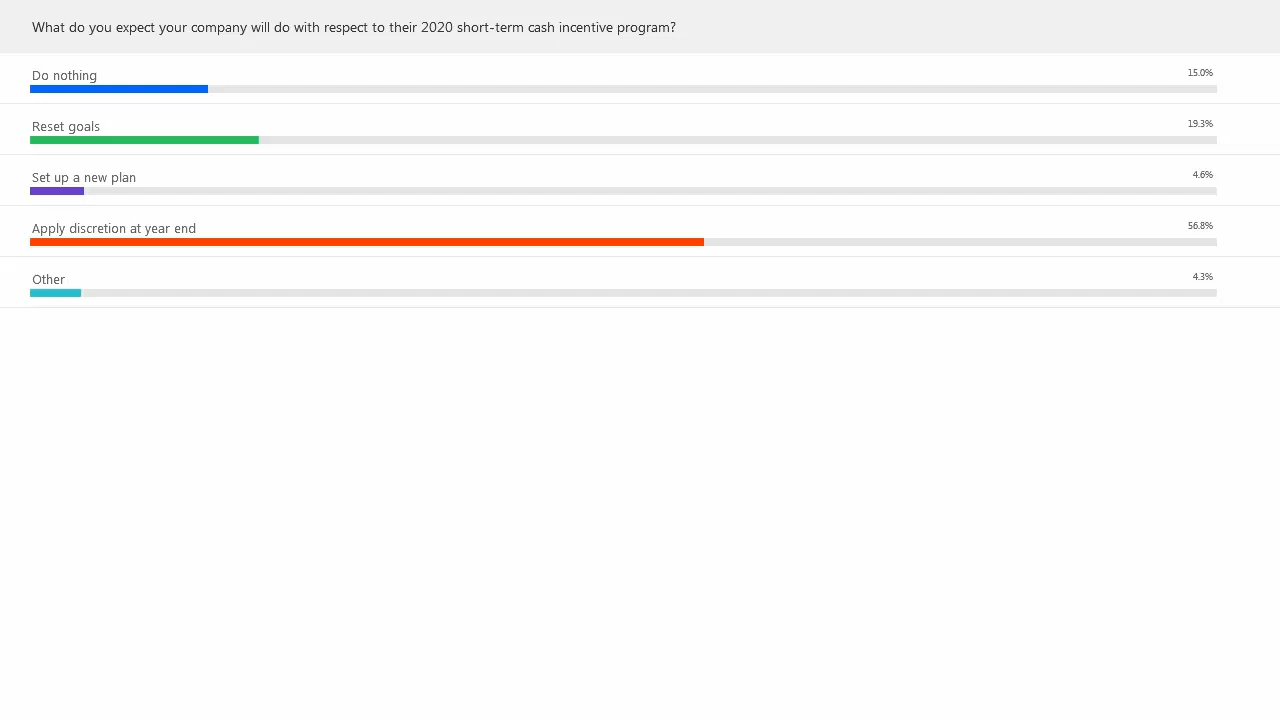 What do you expect your company will do with respect to their 2020 short-term cash incentive program?
Do nothing
15.0%
Reset goals
19.3%
Set up a new plan
4.6%
Apply discretion at year end
56.8%
Other
4.3%